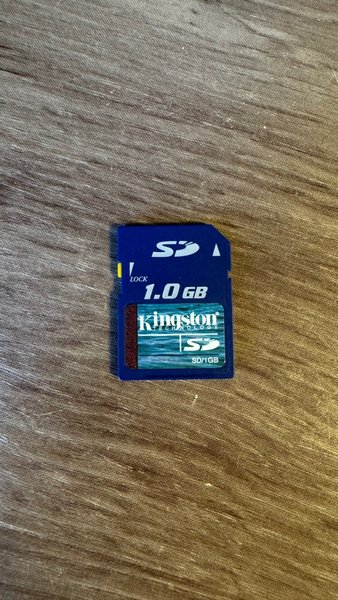 SD
LOCK
1.0 GB
Kingston
TECHNOLOGY
SD
SD/1GB